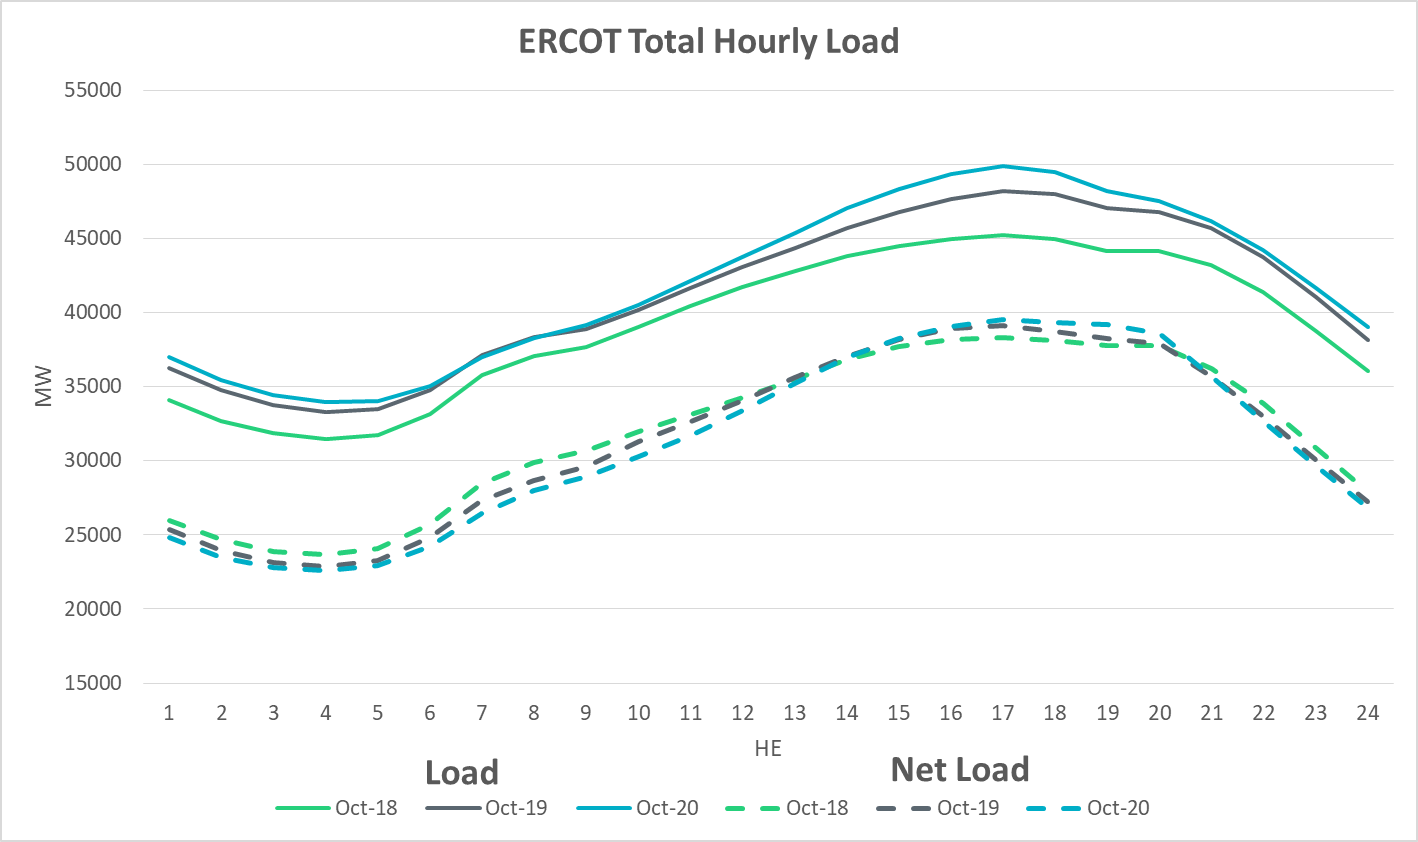 ERCOT Total Hourly Load
55000
50000
45000
40000
35000
30000
25000
20000
15000
MW
1 2 3 4 5 6 7 8 9 10 11 12 13 14 15 16 17 18 19 20 21 22 23 24
HE
Load Net Load
Oct-18 Oct-19 Oct-20 Oct-18 Oct-19 Oct-20